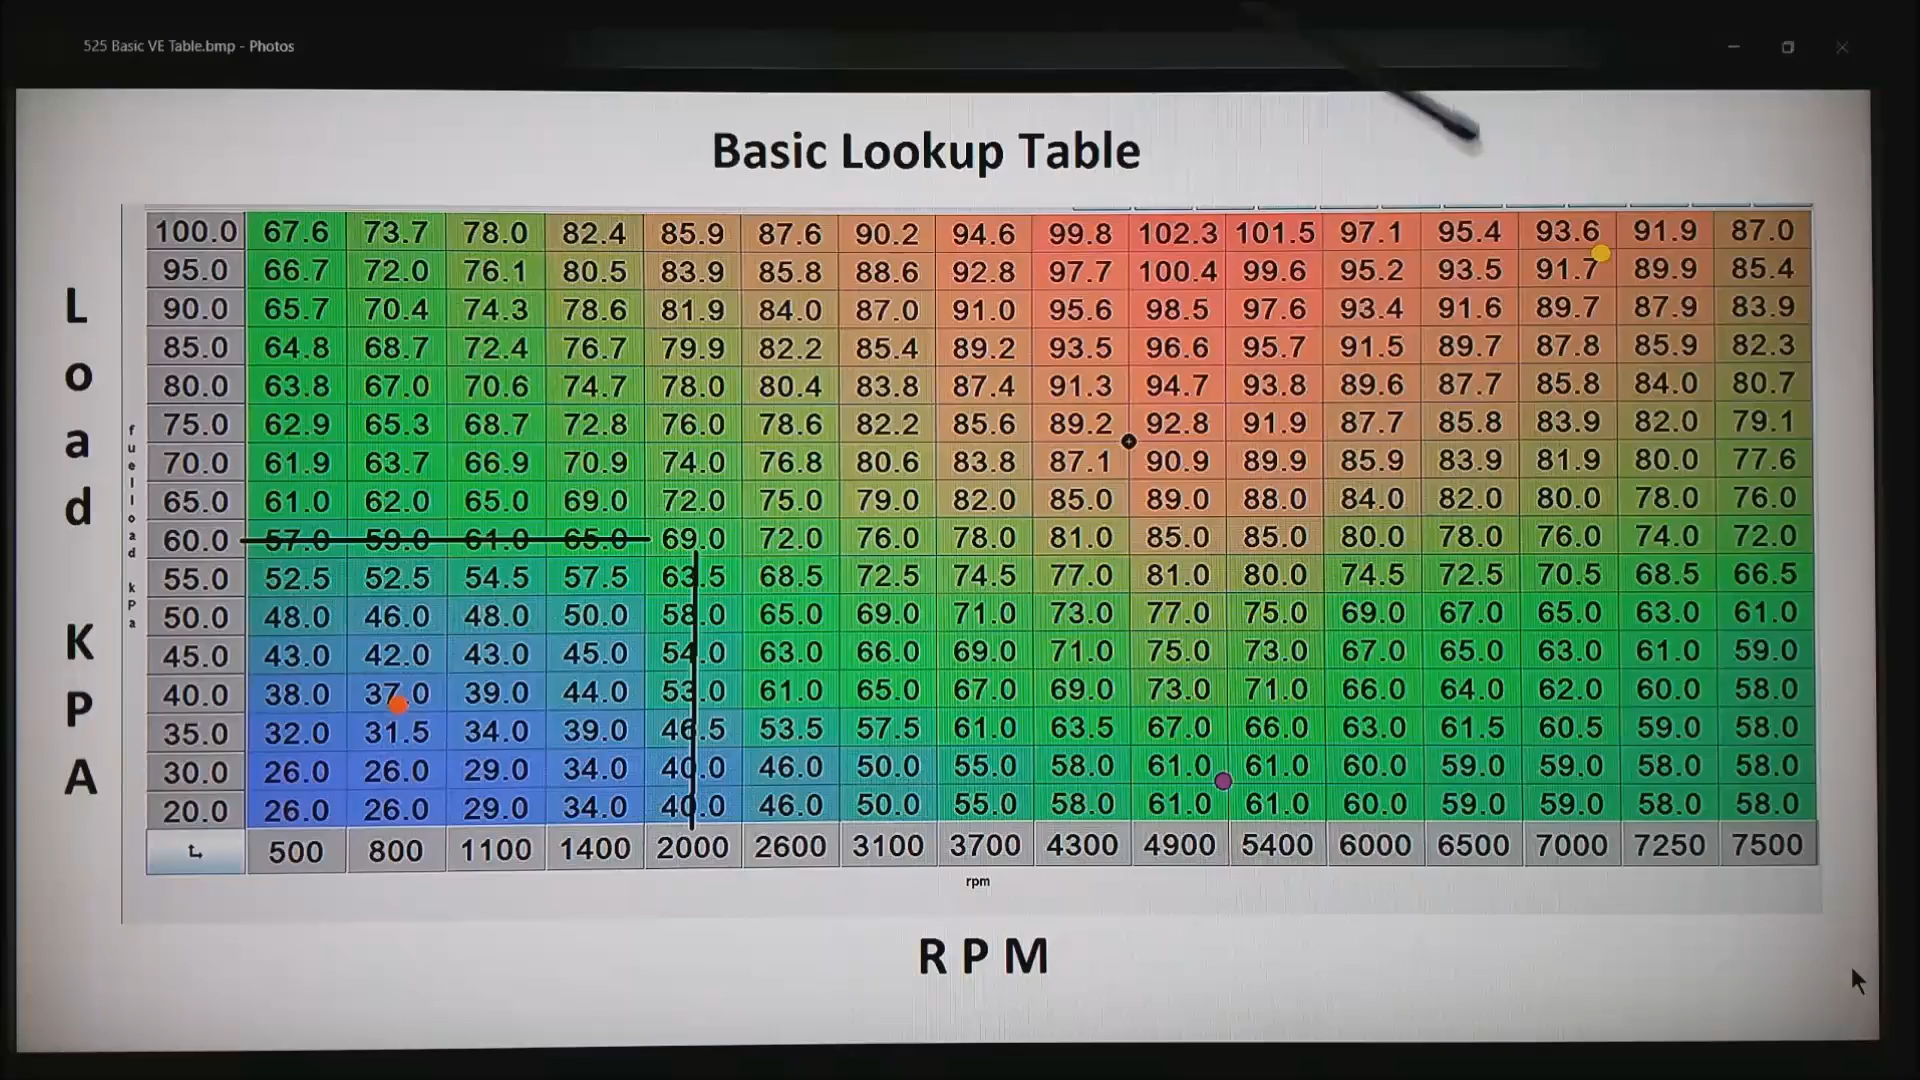 525 Basic VE Table.bmp - Photos
Basic Lookup Table
Load KPA
fuelload kPa
100.0 67.6 73.7 78.0 82.4 85.9 87.6 90.2 94.6 99.8 102.3 101.5 97.1 95.4 93.6 91.9 87.0
95.0 66.7 72.0 76.1 80.5 83.9 85.8 88.6 92.8 97.7 100.4 99.6 95.2 93.5 91.7 89.9 85.4
90.0 65.7 70.4 74.3 78.6 81.9 84.0 87.0 91.0 95.6 98.5 97.6 93.4 91.6 89.7 87.9 83.9
85.0 64.8 68.7 72.4 76.7 79.9 82.2 85.4 89.2 93.5 96.6 95.7 91.5 89.7 87.8 85.9 82.3
80.0 63.8 67.0 70.6 74.7 78.0 80.4 83.8 87.4 91.3 94.7 93.8 89.6 87.7 85.8 84.0 80.7
75.0 62.9 65.3 68.7 72.8 76.0 78.6 82.2 85.6 89.2 92.8 91.9 87.7 85.8 83.9 82.0 79.1
70.0 61.9 63.7 66.9 70.9 74.0 76.8 80.6 83.8 87.1 90.9 89.9 85.9 83.9 81.9 80.0 77.6
65.0 61.0 62.0 65.0 69.0 72.0 75.0 79.0 82.0 85.0 89.0 88.0 84.0 82.0 80.0 78.0 76.0
60.0 57.0 59.0 61.0 65.0 69.0 72.0 76.0 78.0 81.0 85.0 85.0 80.0 78.0 76.0 74.0 72.0
55.0 52.5 52.5 54.5 57.5 63.5 68.5 72.5 74.5 77.0 81.0 80.0 74.5 72.5 70.5 68.5 66.5
50.0 48.0 46.0 48.0 50.0 58.0 65.0 69.0 71.0 73.0 77.0 75.0 69.0 67.0 65.0 63.0 61.0
45.0 43.0 42.0 43.0 45.0 54.0 63.0 66.0 69.0 71.0 75.0 73.0 67.0 65.0 63.0 61.0 59.0
40.0 38.0 37.0 39.0 44.0 53.0 61.0 65.0 67.0 69.0 73.0 71.0 66.0 64.0 62.0 60.0 58.0
35.0 32.0 31.5 34.0 39.0 46.5 53.5 57.5 61.0 63.5 67.0 66.0 63.0 61.5 60.5 59.0 58.0
30.0 26.0 26.0 29.0 34.0 40.0 46.0 50.0 55.0 58.0 61.0 61.0 60.0 59.0 59.0 58.0 58.0
20.0 26.0 26.0 29.0 34.0 40.0 46.0 50.0 55.0 58.0 61.0 61.0 60.0 59.0 59.0 58.0 58.0
500 800 1100 1400 2000 2600 3100 3700 4300 4900 5400 6000 6500 7000 7250 7500
rpm
RPM